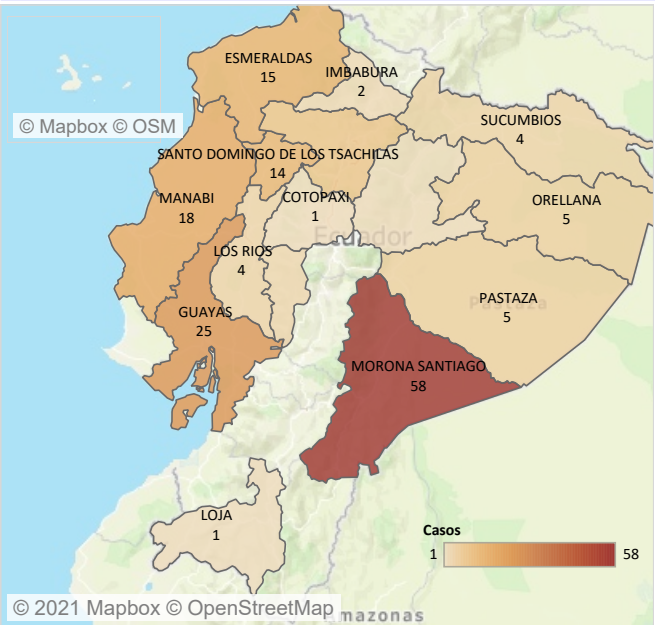 ESMERALDAS
15
IMBABURA
2
© Mapbox © OSM
SUCUMBIOS
4
SANTO DOMINGO DE LOS TSACHILAS
14
MANABI
18
COTOPAXI
1
ORELLANA
5
Ecuador
LOS RIOS
4
PASTAZA
5
Pastaza
GUAYAS
25
MORONA SANTIAGO
58
LOJA
1
Casos
1
58
© 2021 Mapbox © OpenStreetMap
Amazonas